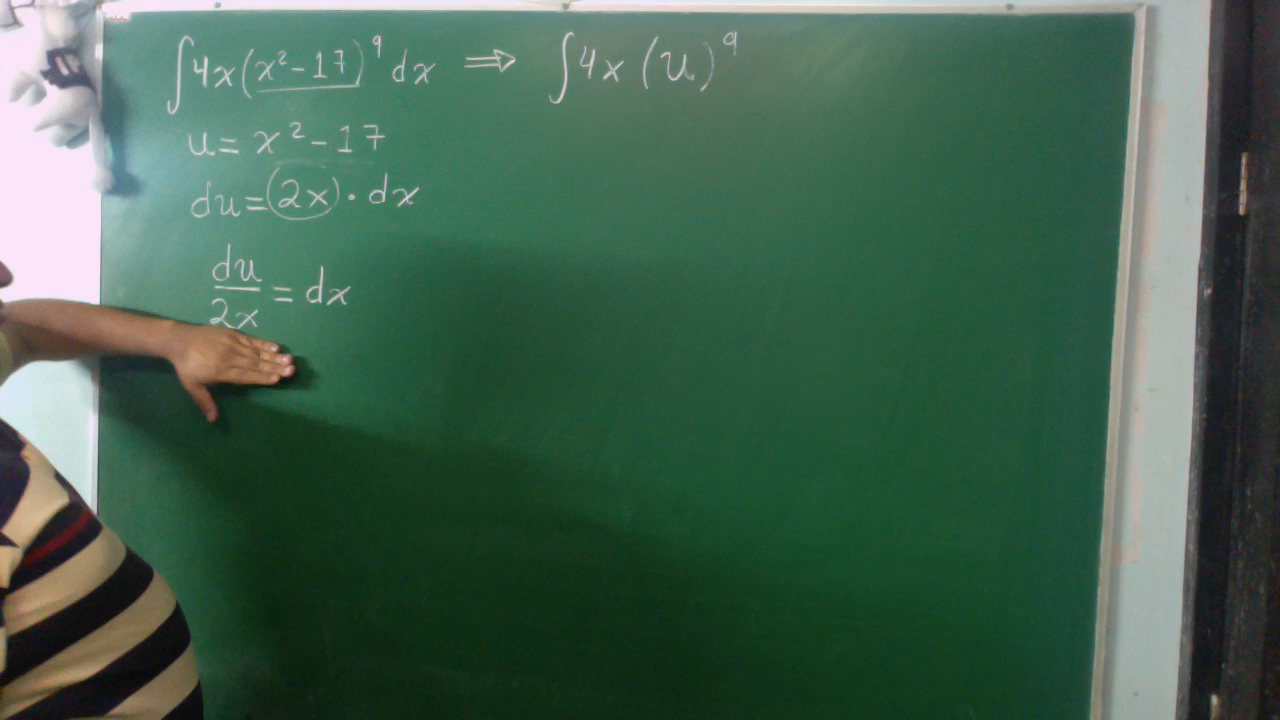 ∫4x(x²-17)⁹dx ⇒ ∫4x(u)⁹
u=x²-17
du=(2x)·dx
du/2x=dx